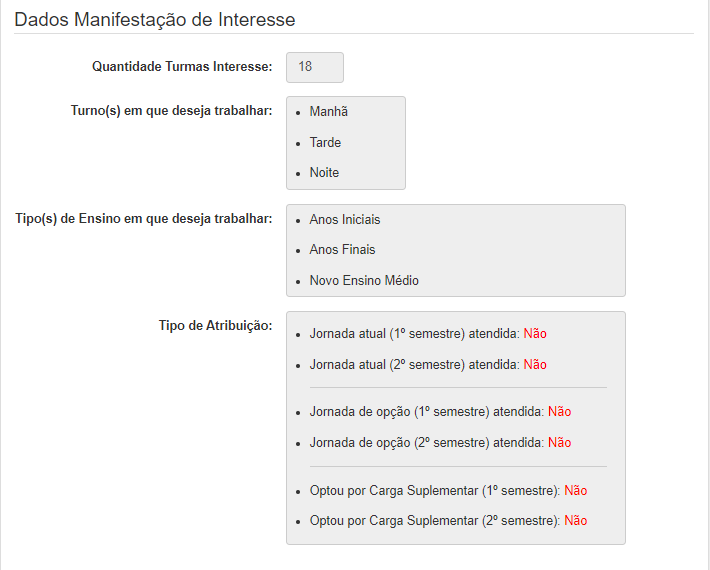 Dados Manifestação de Interesse
Quantidade Turmas Interesse: 18
Turno(s) em que deseja trabalhar:
• Manhã
• Tarde
• Noite
Tipo(s) de Ensino em que deseja trabalhar:
• Anos Iniciais
• Anos Finais
• Novo Ensino Médio
Tipo de Atribuição:
• Jornada atual (1º semestre) atendida: Não
• Jornada atual (2º semestre) atendida: Não
• Jornada de opção (1º semestre) atendida: Não
• Jornada de opção (2º semestre) atendida: Não
• Optou por Carga Suplementar (1º semestre): Não
• Optou por Carga Suplementar (2º semestre): Não